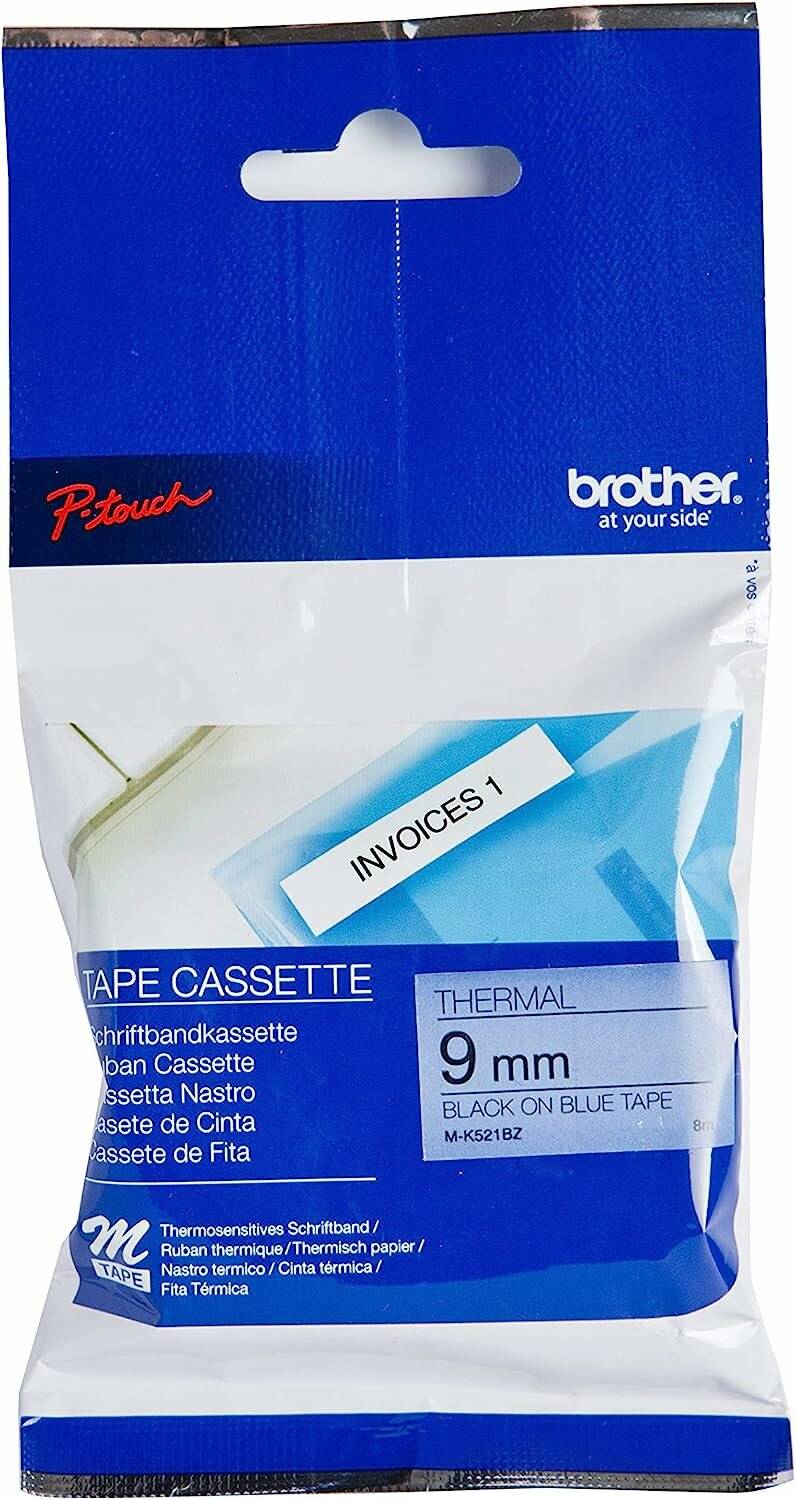 P-touch
brother
at your side*
*à vos
INVOICES 1
TAPE CASSETTE
Schriftbandkassette
Ruban Cassette
Cassetta Nastro
Casete de Cinta
Cassete de Fita
THERMAL
9 mm
BLACK ON BLUE TAPE
M-K521BZ
8m
M
TAPE
Thermosensitives Schriftband /
Ruban thermique / Thermisch papier /
Nastro termico / Cinta térmica /
Fita Térmica